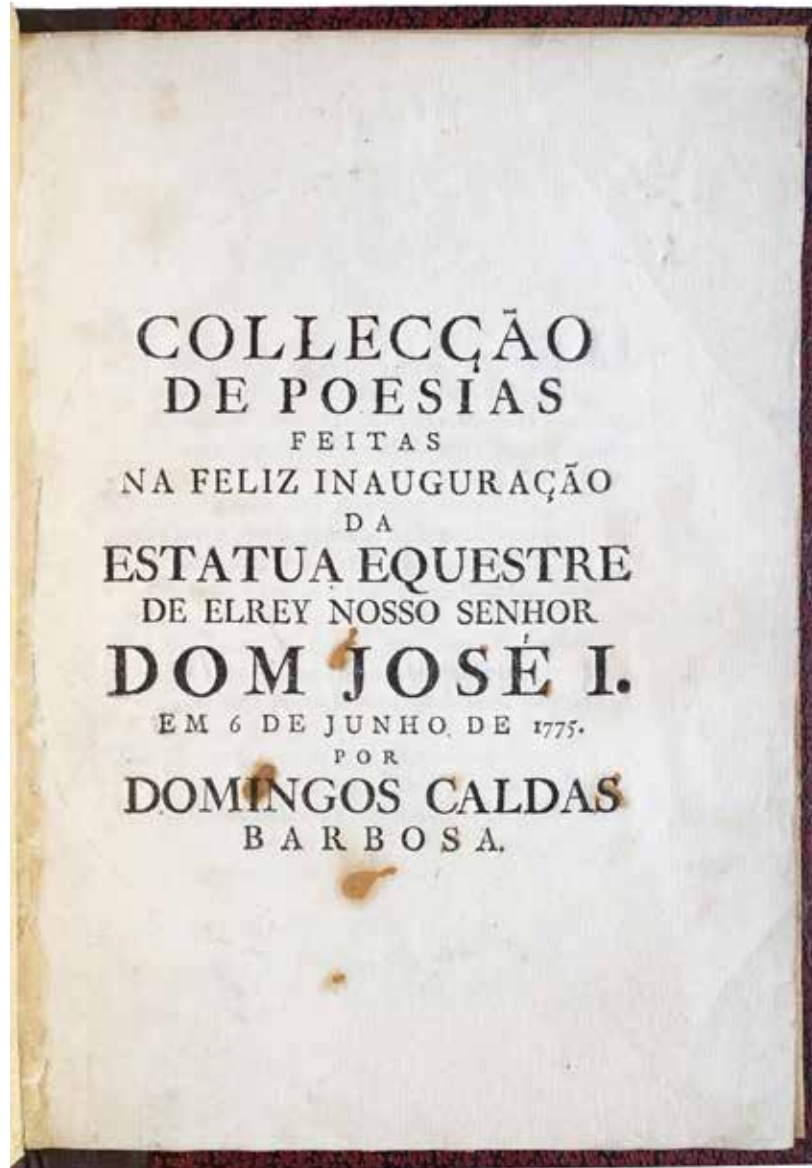 COLLECÇÃO
DE POESIAS
FEITAS
NA FELIZ INAUGURAÇÃO
DA
ESTATUA EQUESTRE
DE ELREY NOSSO SENHOR
DOM JOSÉ I.
EM 6 DE JUNHO DE 1775.
POR
DOMINGOS CALDAS
BARBOSA.